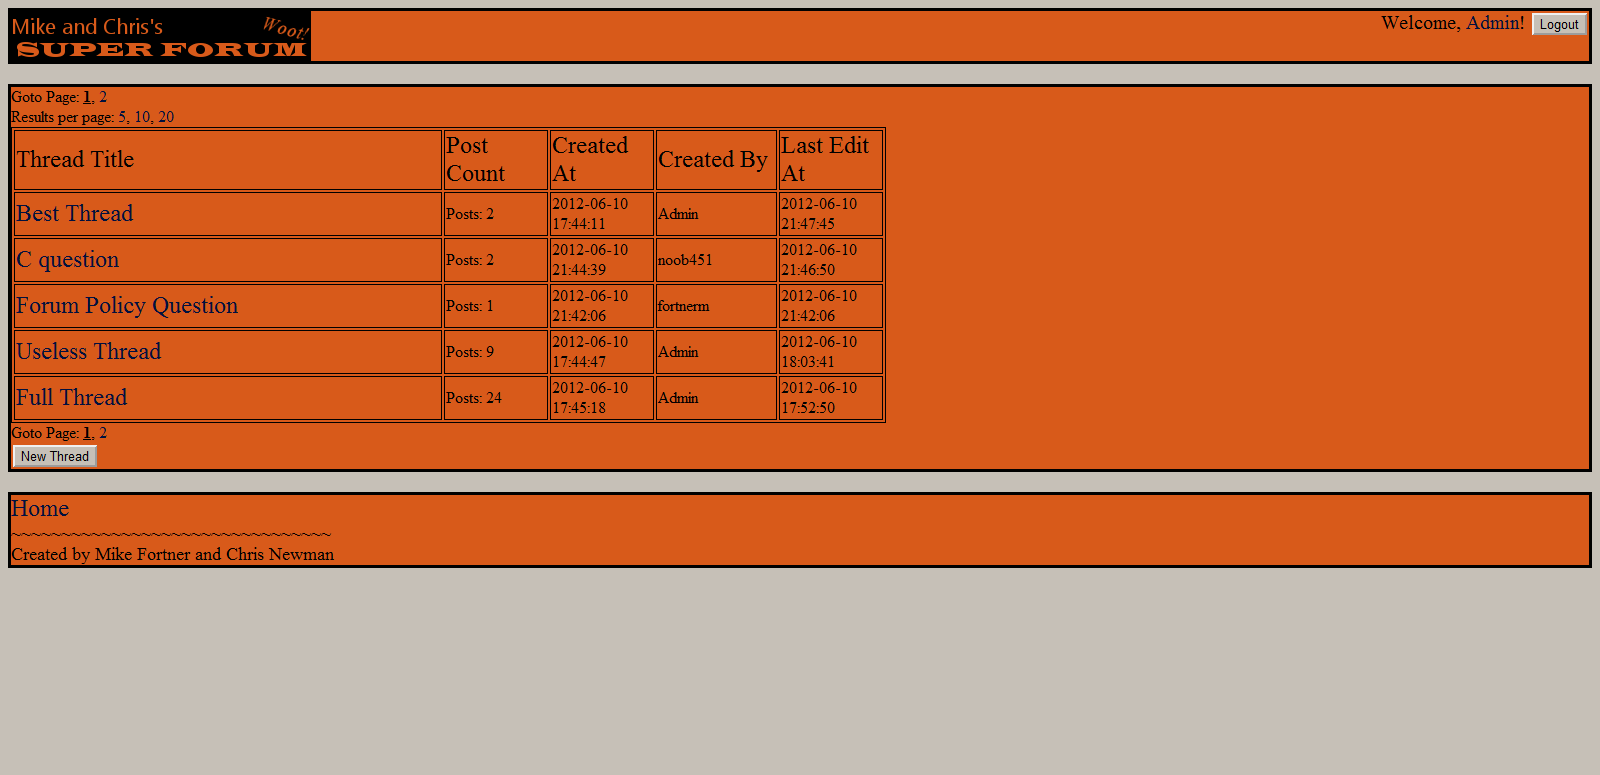 Mike and Chris's
Woot!
SUPER FORUM
Welcome, Admin! Logout
Goto Page: 1, 2
Results per page: 5, 10, 20
Thread Title Post Count Created At Created By Last Edit At
Best Thread Posts: 2 2012-06-10 17:44:11 Admin 2012-06-10 21:47:45
C question Posts: 2 2012-06-10 21:44:39 noob451 2012-06-10 21:46:50
Forum Policy Question Posts: 1 2012-06-10 21:42:06 fortnerm 2012-06-10 21:42:06
Useless Thread Posts: 9 2012-06-10 17:44:47 Admin 2012-06-10 18:03:41
Full Thread Posts: 24 2012-06-10 17:45:18 Admin 2012-06-10 17:52:50
Goto Page: 1, 2
New Thread
Home
~~~~~~~~~~~~~~~~~~~~~~~~~~~~~~~~
Created by Mike Fortner and Chris Newman